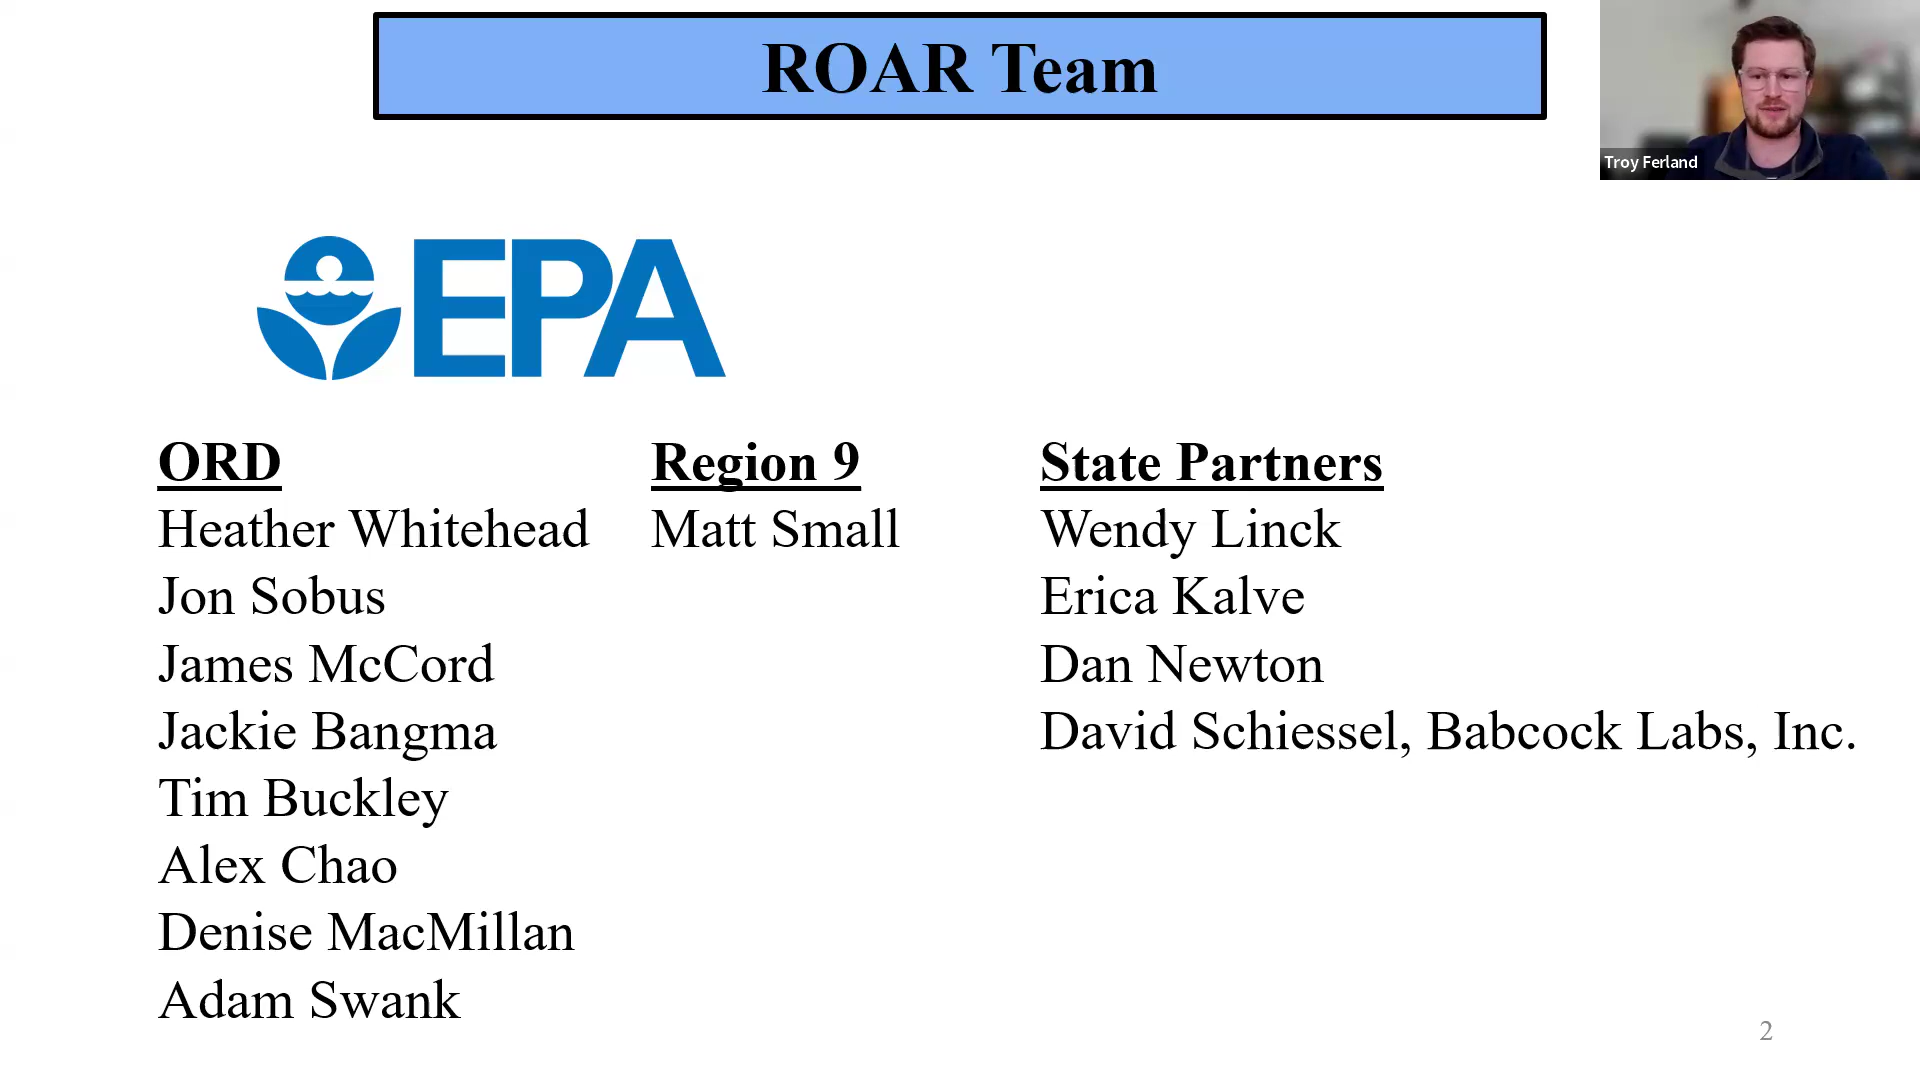 ROAR Team
Troy Ferland
EPA
ORD
Heather Whitehead
Jon Sobus
James McCord
Jackie Bangma
Tim Buckley
Alex Chao
Denise MacMillan
Adam Swank
Region 9
Matt Small
State Partners
Wendy Linck
Erica Kalve
Dan Newton
David Schiessel, Babcock Labs, Inc.
2